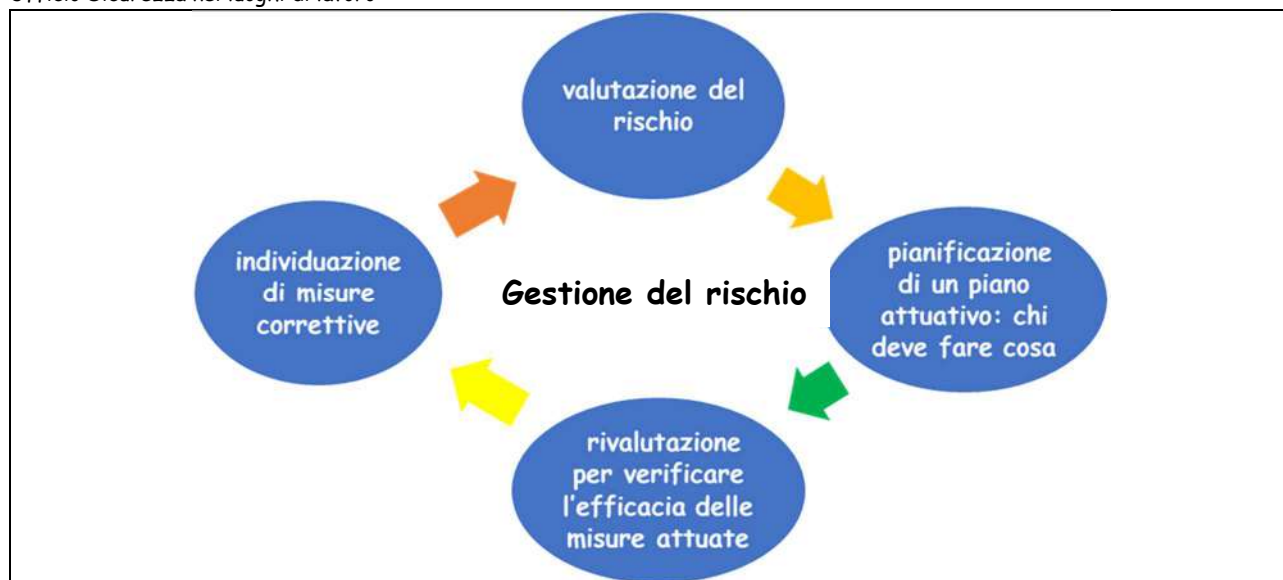 valutazione del
rischio
individuazione
di misure
correttive
Gestione del rischio
pianificazione
di un piano
attuativo: chi
deve fare cosa
rivalutazione
per verificare
l'efficacia delle
misure attuate